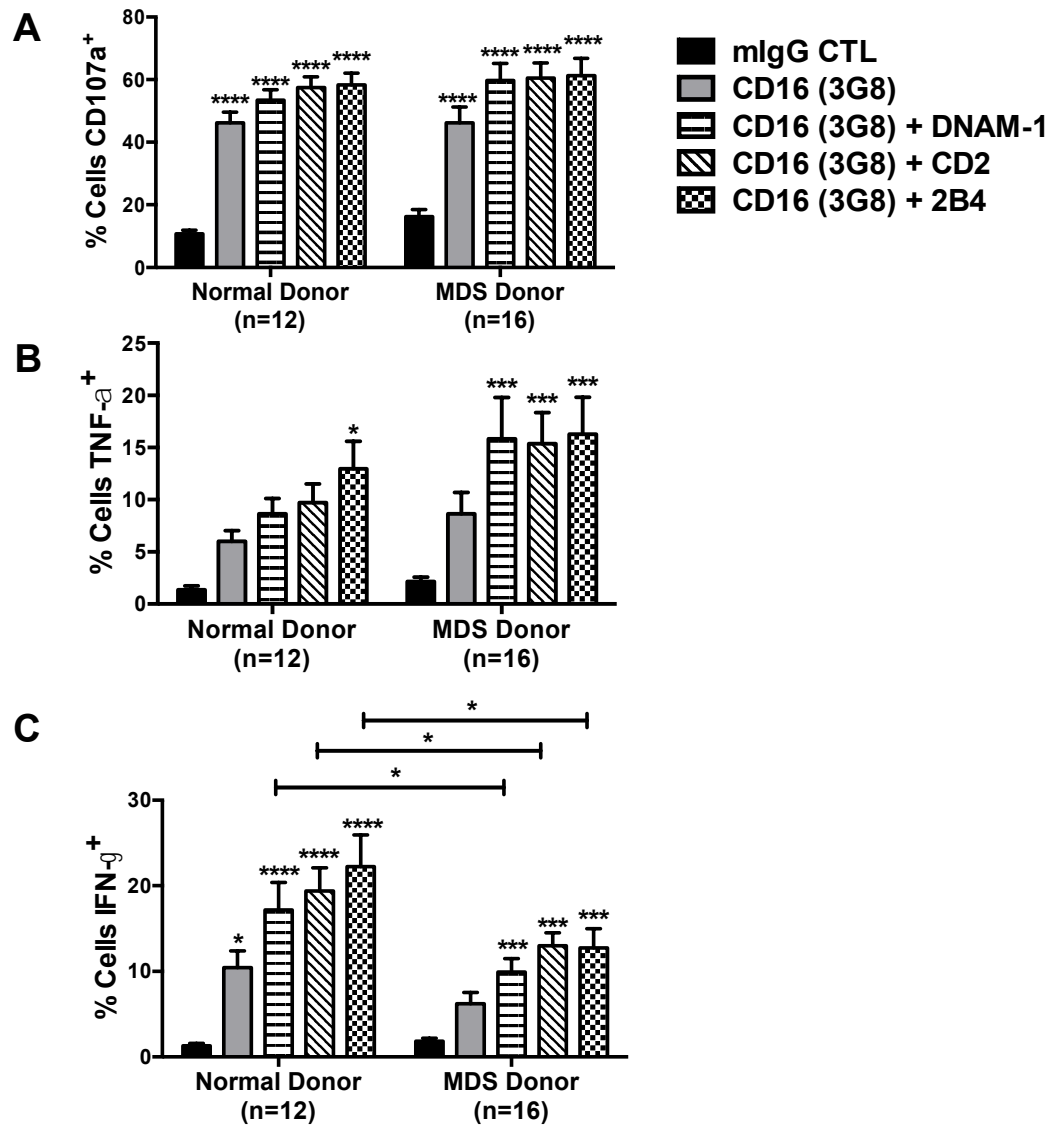 A
% Cells CD107a+
80
60
40
20
0
**** **** **** **** **** **** **** ****
Normal Donor
(n=12)
MDS Donor
(n=16)
mIgG CTL
CD16 (3G8)
CD16 (3G8) + DNAM-1
CD16 (3G8) + CD2
CD16 (3G8) + 2B4
B
% Cells TNF-a+
25
20
15
10
5
0
* *** *** ***
Normal Donor
(n=12)
MDS Donor
(n=16)
C
*
*
*
% Cells IFN-g+
30
20
10
0
* **** **** **** *** *** ***
Normal Donor
(n=12)
MDS Donor
(n=16)